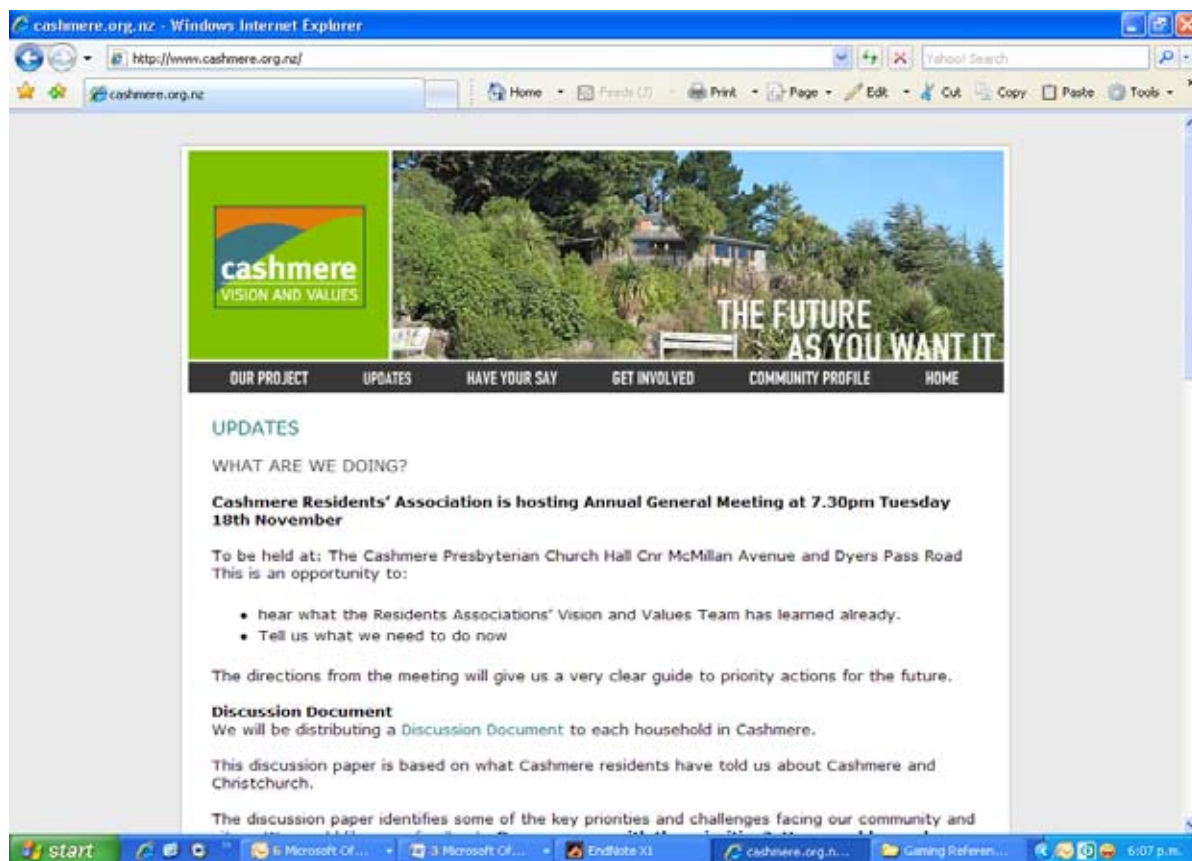 cashmere.org.nz - Windows Internet Explorer
http://www.cashmere.org.nz/
Yahoo! Search
cashmere.org.nz
Home Feeds Print Page Edit Cut Copy Paste Tools
cashmere
VISION AND VALUES
THE FUTURE
AS YOU WANT IT
OUR PROJECT UPDATES HAVE YOUR SAY GET INVOLVED COMMUNITY PROFILE HOME
UPDATES
WHAT ARE WE DOING?
Cashmere Residents' Association is hosting Annual General Meeting at 7.30pm Tuesday
18th November
To be held at: The Cashmere Presbyterian Church Hall Cnr McMillan Avenue and Dyers Pass Road
This is an opportunity to:
• hear what the Residents Associations' Vision and Values Team has learned already.
• Tell us what we need to do now
The directions from the meeting will give us a very clear guide to priority actions for the future.
Discussion Document
We will be distributing a Discussion Document to each household in Cashmere.
This discussion paper is based on what Cashmere residents have told us about Cashmere and
Christchurch.
The discussion paper identifies some of the key priorities and challenges facing our community and
start 6 Microsoft Of... 3 Microsoft Of... EndNote X1 cashmere.org.n... Gaming Referen... 6:07 p.m.